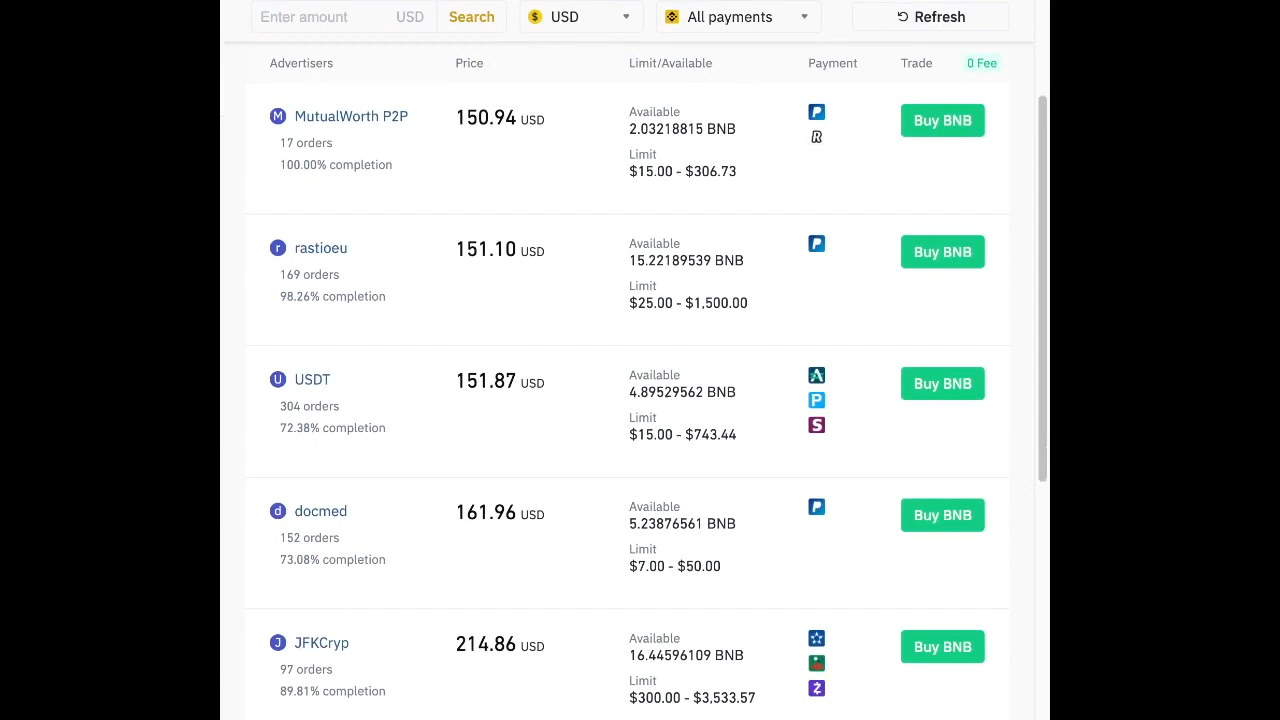 Enter amount USD Search USD All payments Refresh
Advertisers Price Limit/Available Payment Trade 0 Fee
M MutualWorth P2P 150.94 USD Available Buy BNB
17 orders 2.03218815 BNB
100.00% completion Limit
$15.00 - $306.73
r rastioeu 151.10 USD Available Buy BNB
169 orders 15.22189539 BNB
98.26% completion Limit
$25.00 - $1,500.00
U USDT 151.87 USD Available Buy BNB
304 orders 4.89529562 BNB
72.38% completion Limit
$15.00 - $743.44
d docmed 161.96 USD Available Buy BNB
152 orders 5.23876561 BNB
73.08% completion Limit
$7.00 - $50.00
J JFKCryp 214.86 USD Available Buy BNB
97 orders 16.44596109 BNB
89.81% completion Limit
$300.00 - $3,533.57